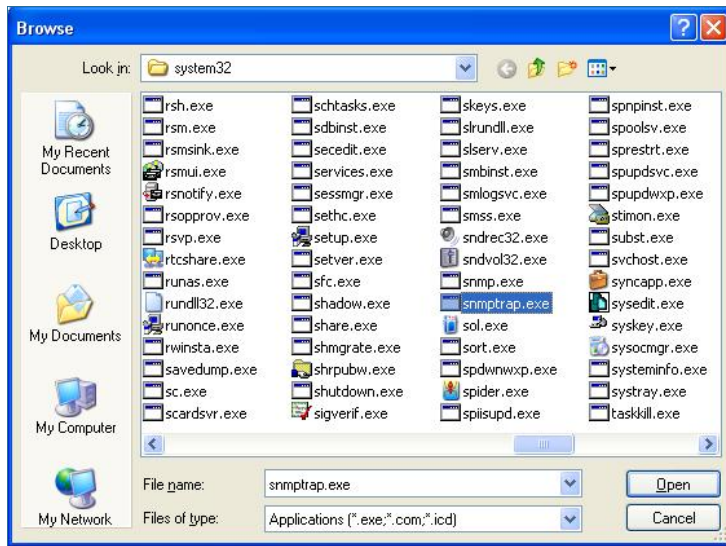 Browse
Look in: system32
My Recent Documents
Desktop
My Documents
My Computer
My Network
rsh.exe
rsm.exe
rsmsink.exe
rsmui.exe
rsnotify.exe
rsopprov.exe
rsvp.exe
rtcshare.exe
runas.exe
rundll32.exe
runonce.exe
rwinsta.exe
savedump.exe
sc.exe
scardsvr.exe
schtasks.exe
sdbinst.exe
secedit.exe
services.exe
sessmgr.exe
sethc.exe
setup.exe
setver.exe
sfc.exe
shadow.exe
share.exe
shmgrate.exe
shrpubw.exe
shutdown.exe
sigverif.exe
skeys.exe
slrundll.exe
slserv.exe
smbinst.exe
smlogsvc.exe
smss.exe
sndrec32.exe
sndvol32.exe
snmp.exe
snmptrap.exe
sol.exe
sort.exe
spdwnwxp.exe
spider.exe
spiisupd.exe
spnpinst.exe
spoolsv.exe
sprestrt.exe
spupdsvc.exe
spupdwxp.exe
stimon.exe
subst.exe
svchost.exe
syncapp.exe
sysedit.exe
syskey.exe
sysocmgr.exe
systeminfo.exe
systray.exe
taskkill.exe
File name: snmptrap.exe Open
Files of type: Applications (*.exe;*.com;*.icd) Cancel